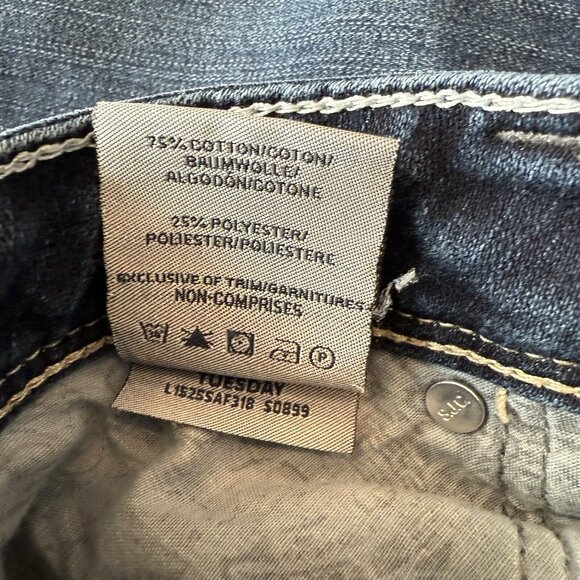 75% COTTON/COTON/
BAUMWOLLE/
ALGODÓN/COTONE
25% POLYESTER/
POLIESTER/POLIESTERE
EXCLUSIVE OF TRIM/GARNITURES
NON-COMPRISES
P
TUESDAY
L1625SAF318 S0899
S.J.C.